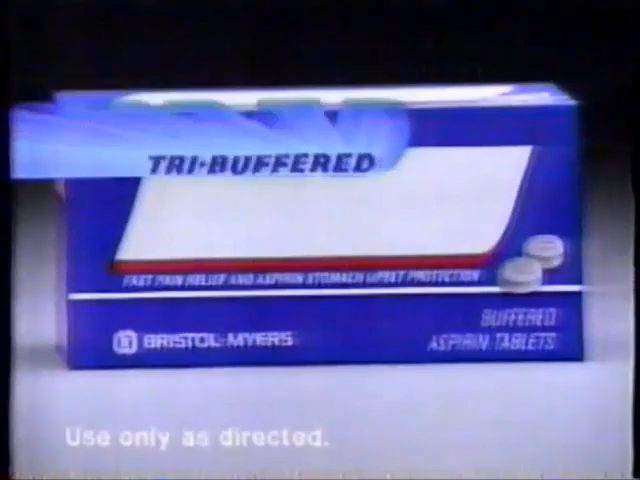 TRI-BUFFERED
FAST PAIN RELIEF AND ASPIRIN STOMACH UPSET PROTECTION
BRISTOL-MYERS
BUFFERED
ASPIRIN TABLETS
Use only as directed.